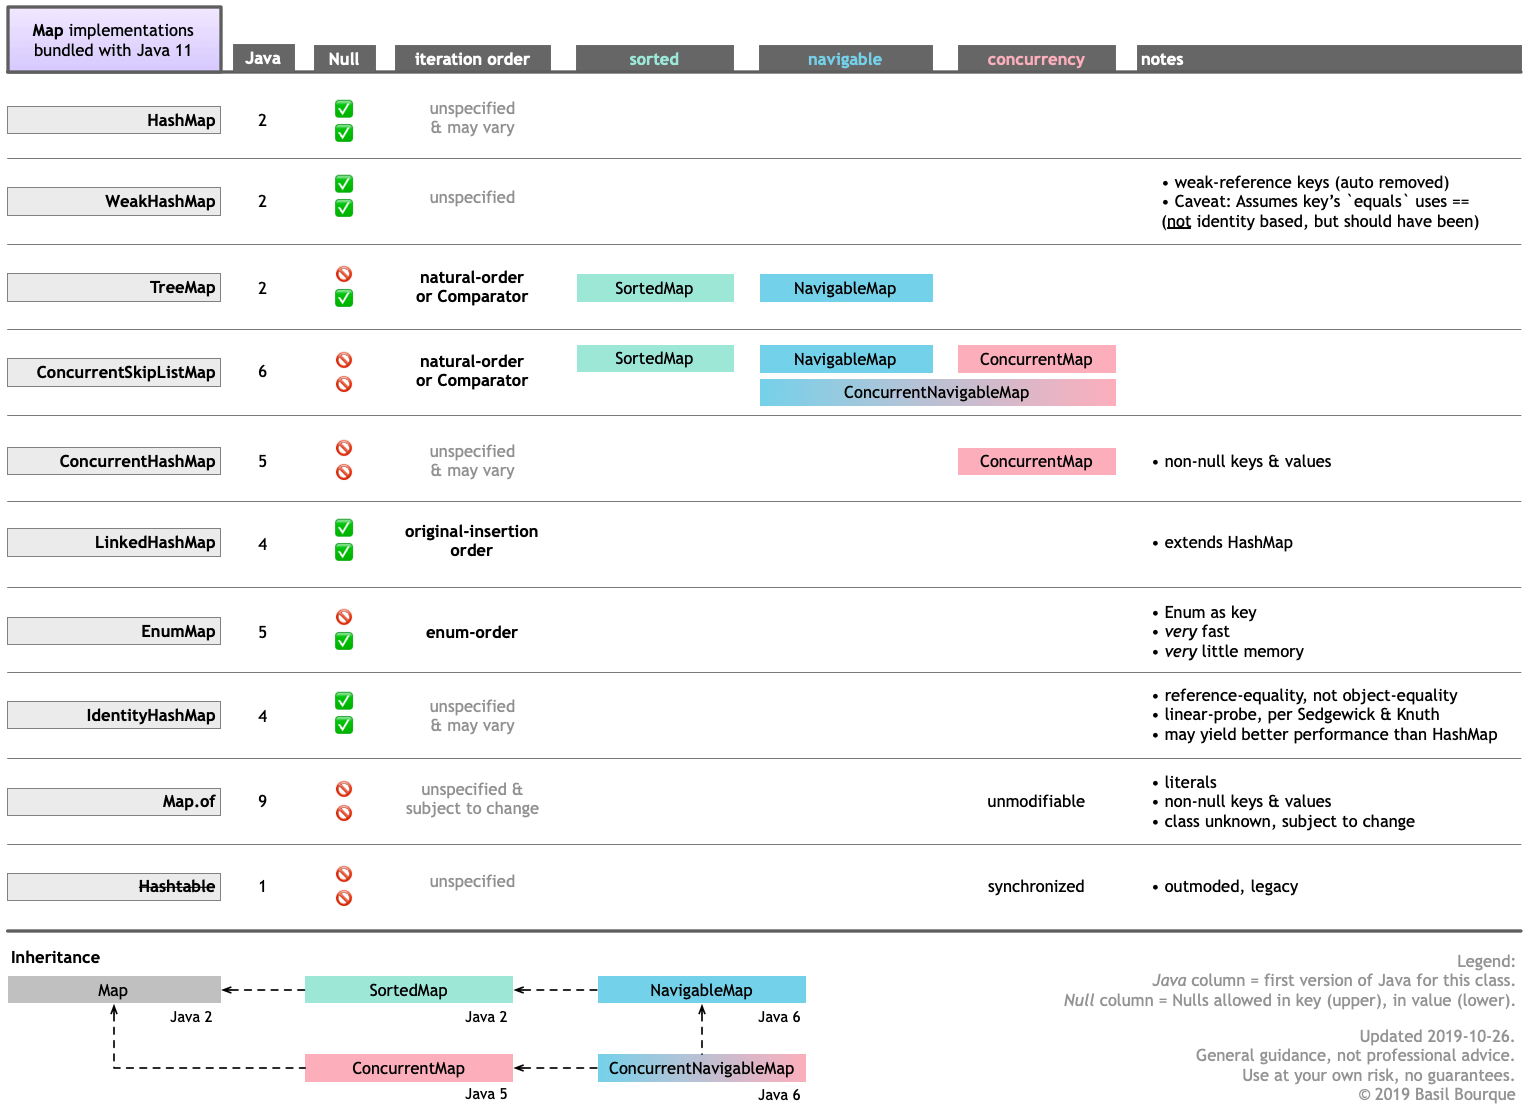 Map implementations
bundled with Java 11
Java Null iteration order sorted navigable concurrency notes
HashMap 2 ✅ ✅ unspecified
& may vary
WeakHashMap 2 ✅ ✅ unspecified
• weak-reference keys (auto removed)
• Caveat: Assumes key’s `equals` uses ==
(not identity based, but should have been)
TreeMap 2 🚫 ✅ natural-order
or Comparator
SortedMap NavigableMap
ConcurrentSkipListMap 6 🚫 🚫 natural-order
or Comparator
SortedMap NavigableMap ConcurrentMap
ConcurrentNavigableMap
ConcurrentHashMap 5 🚫 🚫 unspecified
& may vary
ConcurrentMap • non-null keys & values
LinkedHashMap 4 ✅ ✅ original-insertion
order
• extends HashMap
EnumMap 5 🚫 ✅ enum-order
• Enum as key
• very fast
• very little memory
IdentityHashMap 4 ✅ ✅ unspecified
& may vary
• reference-equality, not object-equality
• linear-probe, per Sedgewick & Knuth
• may yield better performance than HashMap
Map.of 9 🚫 🚫 unspecified &
subject to change
unmodifiable
• literals
• non-null keys & values
• class unknown, subject to change
Hashtable 1 🚫 🚫 unspecified
synchronized • outmoded, legacy
Inheritance
Map SortedMap NavigableMap
Java 2 Java 2 Java 6
ConcurrentMap ConcurrentNavigableMap
Java 5 Java 6
Legend:
Java column = first version of Java for this class.
Null column = Nulls allowed in key (upper), in value (lower).
Updated 2019-10-26.
General guidance, not professional advice.
Use at your own risk, no guarantees.
© 2019 Basil Bourque